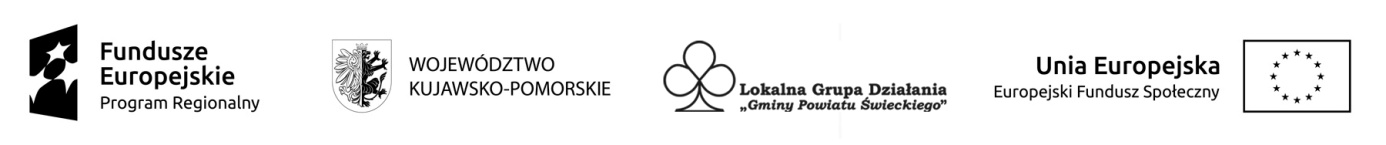 Fundusze
Europejskie
Program Regionalny
WOJEWÓDZTWO
KUJAWSKO-POMORSKIE
Lokalna Grupa Działania
„Gminy Powiatu Świeckiego”
Unia Europejska
Europejski Fundusz Społeczny